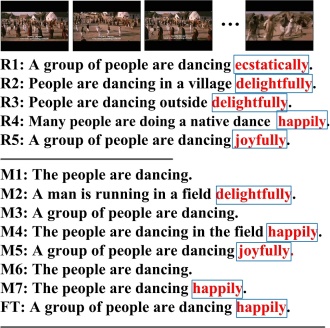 ...
R1: A group of people are dancing ecstatically.
R2: People are dancing in a village delightfully.
R3: People are dancing outside delightfully.
R4: Many people are doing a native dance happily.
R5: A group of people are dancing joyfully.
M1: The people are dancing.
M2: A man is running in a field delightfully.
M3: A group of people are dancing.
M4: The people are dancing in the field happily.
M5: A group of people are dancing joyfully.
M6: The people are dancing.
M7: The people are dancing happily.
FT: A group of people are dancing happily.